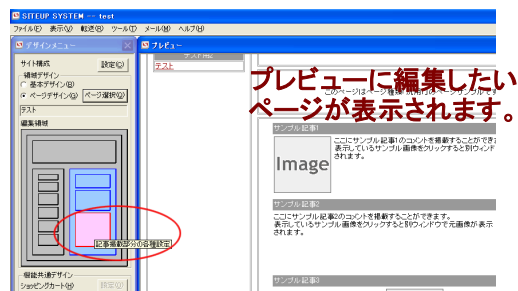 SITEUP SYSTEM -- test
ファイル(F) 表示(V) 転送(R) ツール(T) メール(M) ヘルプ(H)
デザインメニュー
サイト構成
設定(C)
領域デザイン
基本デザイン(B)
ページデザイン(G)
ページ選択(Q)
テスト
編集領域
記事掲載部分の各種設定
機能共通デザイン
ショッピングカート(H)
設定(D)
プレビュー
テスト
プレビューに編集したい
ページが表示されます。
サンプル記事1
Image
ここにサンプル記事1のコメントを掲載することができ
表示しているサンプル画像をクリックすると別ウィンド
されます。
サンプル記事2
ここにサンプル記事2のコメントを掲載することができます。
表示しているサンプル画像をクリックすると別ウィンドウで元画像が表示
されます。
サンプル記事3